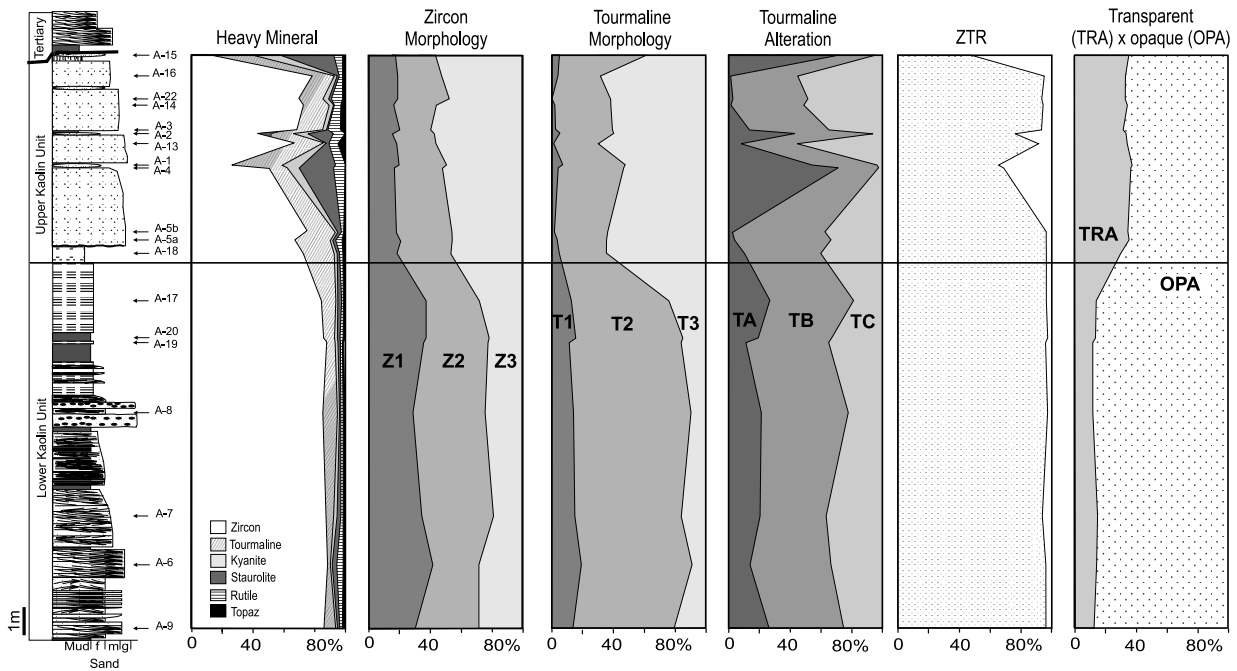 Heavy Mineral
Zircon
Morphology
Tourmaline
Morphology
Tourmaline
Alteration
ZTR
Transparent
(TRA) x opaque (OPA)
Tertiary
Upper Kaolin Unit
Lower Kaolin Unit
A-15
A-16
A-22
A-14
A-3
A-2
A-13
A-1
A-4
A-5b
A-5a
A-18
A-17
A-20
A-19
A-8
A-7
A-6
A-9
Zircon
Tourmaline
Kyanite
Staurolite
Rutile
Topaz
Z1
Z2
Z3
T1
T2
T3
TA
TB
TC
TRA
OPA
1m
Mud f m g
Sand
0 40 80%
0 40 80%
0 40 80%
0 40 80%
0 40 80%
0 40 80%